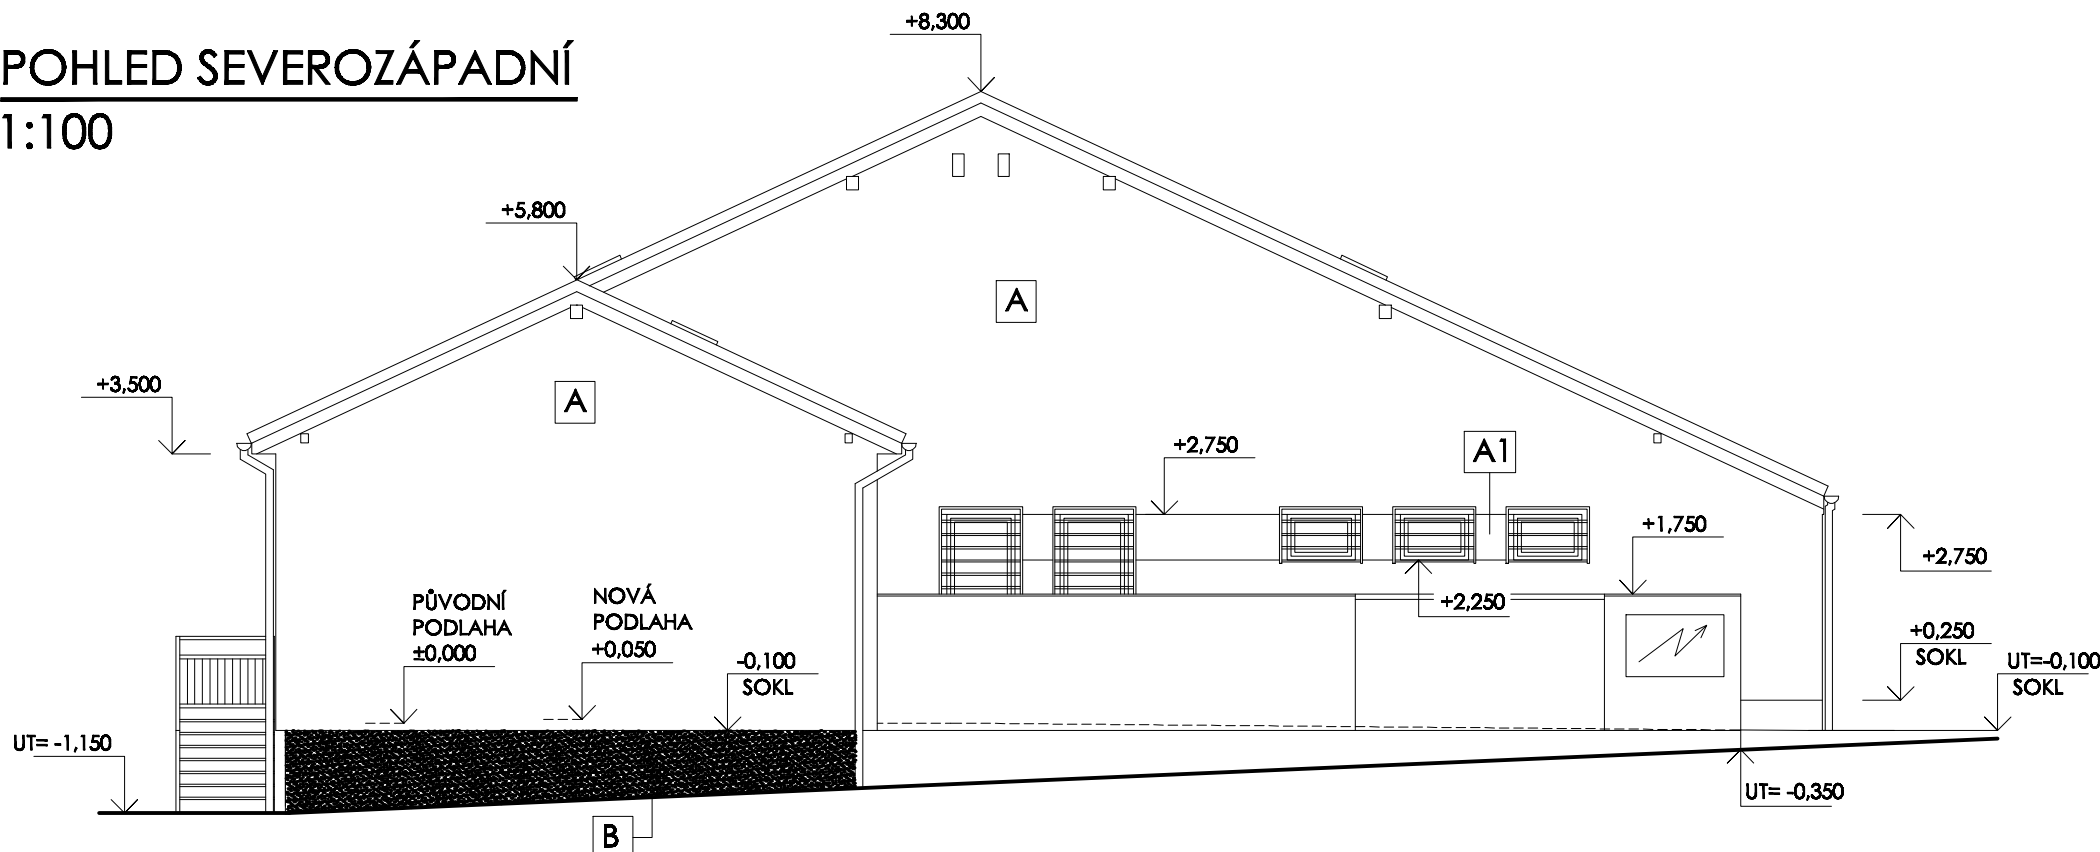 POHLED SEVEROZÁPADNÍ
1:100
+8,300
+5,800
A
+3,500
A
+2,750
A1
+1,750
+2,750
PŮVODNÍ
PODLAHA
±0,000
NOVÁ
PODLAHA
+0,050
+2,250
-0,100
SOKL
+0,250
SOKL
UT=-0,100
SOKL
UT= -1,150
UT= -0,350
B